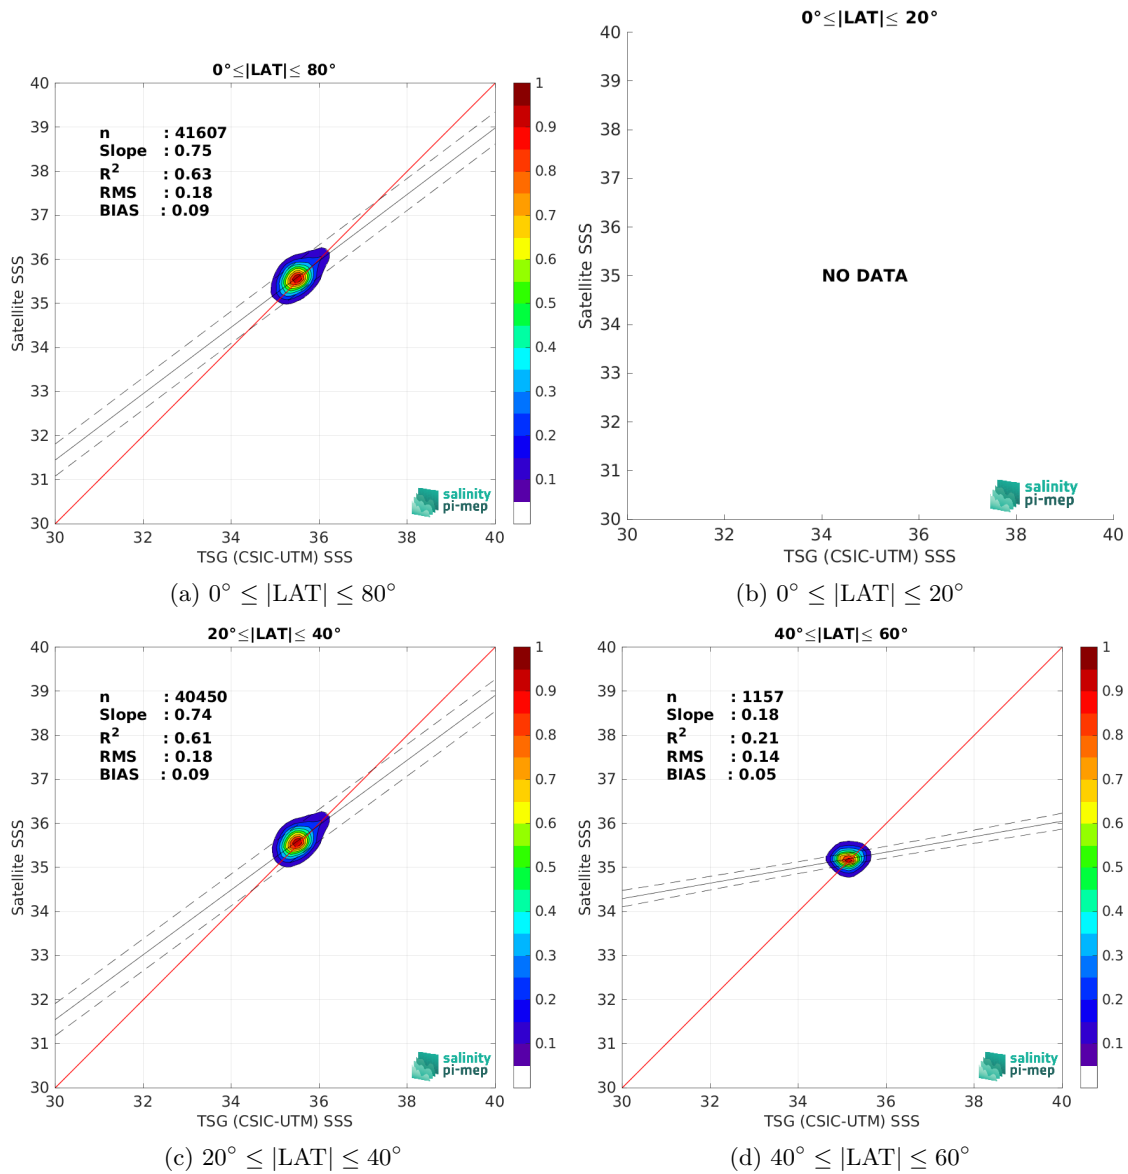 0°≤|LAT|≤ 80°
40
39
38
37
36
35
34
33
32
31
30
30 32 34 36 38 40
Satellite SSS
TSG (CSIC-UTM) SSS
n : 41607
Slope : 0.75
R² : 0.63
RMS : 0.18
BIAS : 0.09
1
0.9
0.8
0.7
0.6
0.5
0.4
0.3
0.2
0.1
salinity
pi-mep
(a) 0° ≤ |LAT| ≤ 80°
0°≤|LAT|≤ 20°
40
39
38
37
36
35
34
33
32
31
30
30 32 34 36 38 40
Satellite SSS
TSG (CSIC-UTM) SSS
NO DATA
salinity
pi-mep
(b) 0° ≤ |LAT| ≤ 20°
20°≤|LAT|≤ 40°
40
39
38
37
36
35
34
33
32
31
30
30 32 34 36 38 40
Satellite SSS
TSG (CSIC-UTM) SSS
n : 40450
Slope : 0.74
R² : 0.61
RMS : 0.18
BIAS : 0.09
1
0.9
0.8
0.7
0.6
0.5
0.4
0.3
0.2
0.1
salinity
pi-mep
(c) 20° ≤ |LAT| ≤ 40°
40°≤|LAT|≤ 60°
40
39
38
37
36
35
34
33
32
31
30
30 32 34 36 38 40
Satellite SSS
TSG (CSIC-UTM) SSS
n : 1157
Slope : 0.18
R² : 0.21
RMS : 0.14
BIAS : 0.05
1
0.9
0.8
0.7
0.6
0.5
0.4
0.3
0.2
0.1
salinity
pi-mep
(d) 40° ≤ |LAT| ≤ 60°